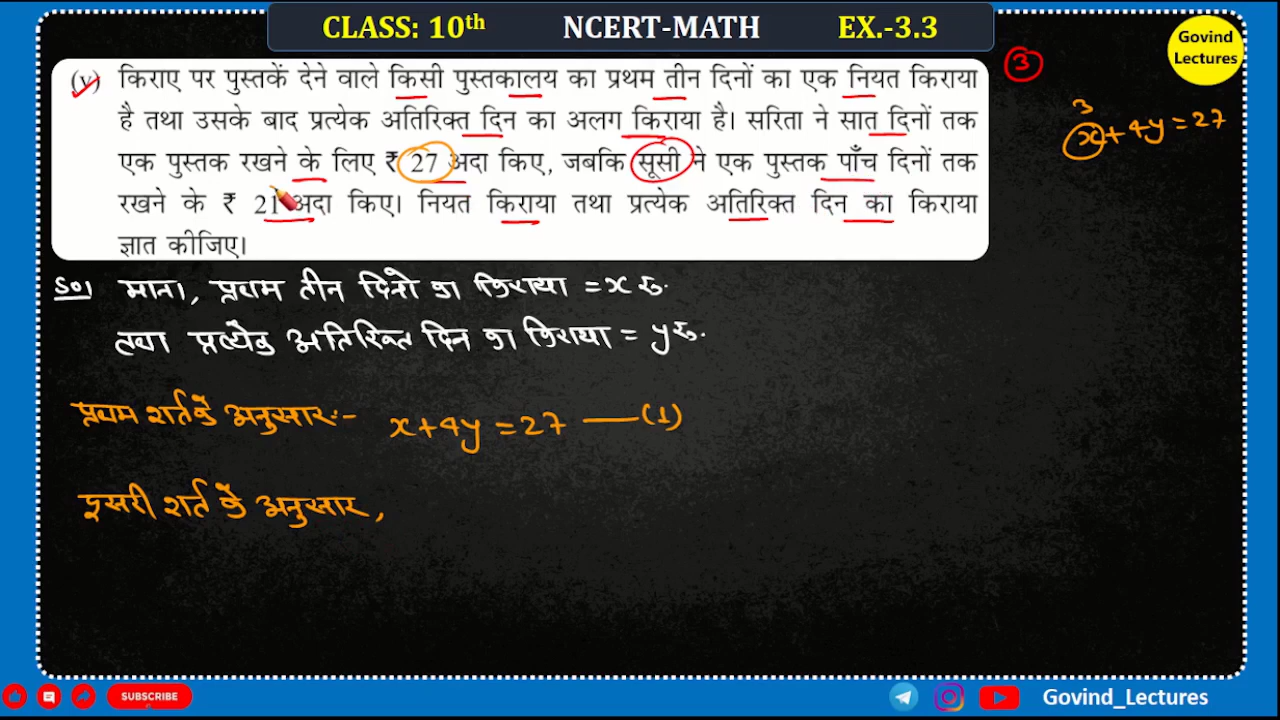 CLASS: 10th NCERT-MATH EX.-3.3
Govind
Lectures
(v) किराए पर पुस्तकें देने वाले किसी पुस्तकालय का प्रथम तीन दिनों का एक नियत किराया
है तथा उसके बाद प्रत्येक अतिरिक्त दिन का अलग किराया है। सरिता ने सात दिनों तक
एक पुस्तक रखने के लिए ₹ 27 अदा किए, जबकि सूसी ने एक पुस्तक पाँच दिनों तक
रखने के ₹ 21 अदा किए। नियत किराया तथा प्रत्येक अतिरिक्त दिन का किराया
ज्ञात कीजिए।
3
3
x+4y=27
Sol माना, प्रथम तीन दिनो का किराया =x रु.
तथा प्रत्येक अतिरिक्त दिन का किराया = y रु.
प्रथम शर्त के अनुसार:- x+4y=27 —(1)
दूसरी शर्त के अनुसार,
SUBSCRIBE
Govind_Lectures